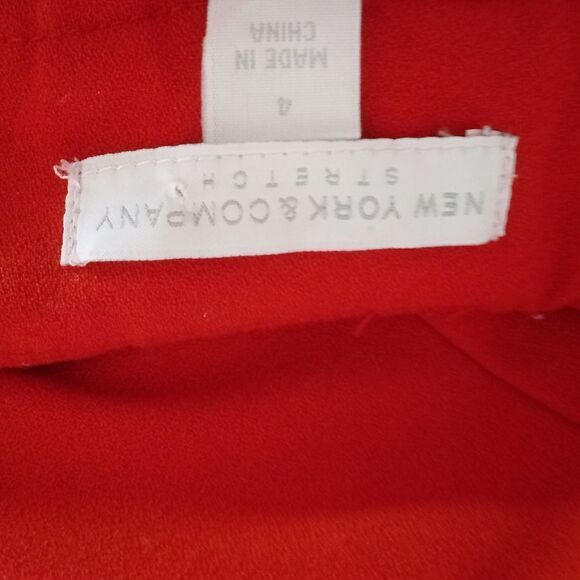 NEW YORK & COMPANY
STRETCH
4
MADE IN
CHINA